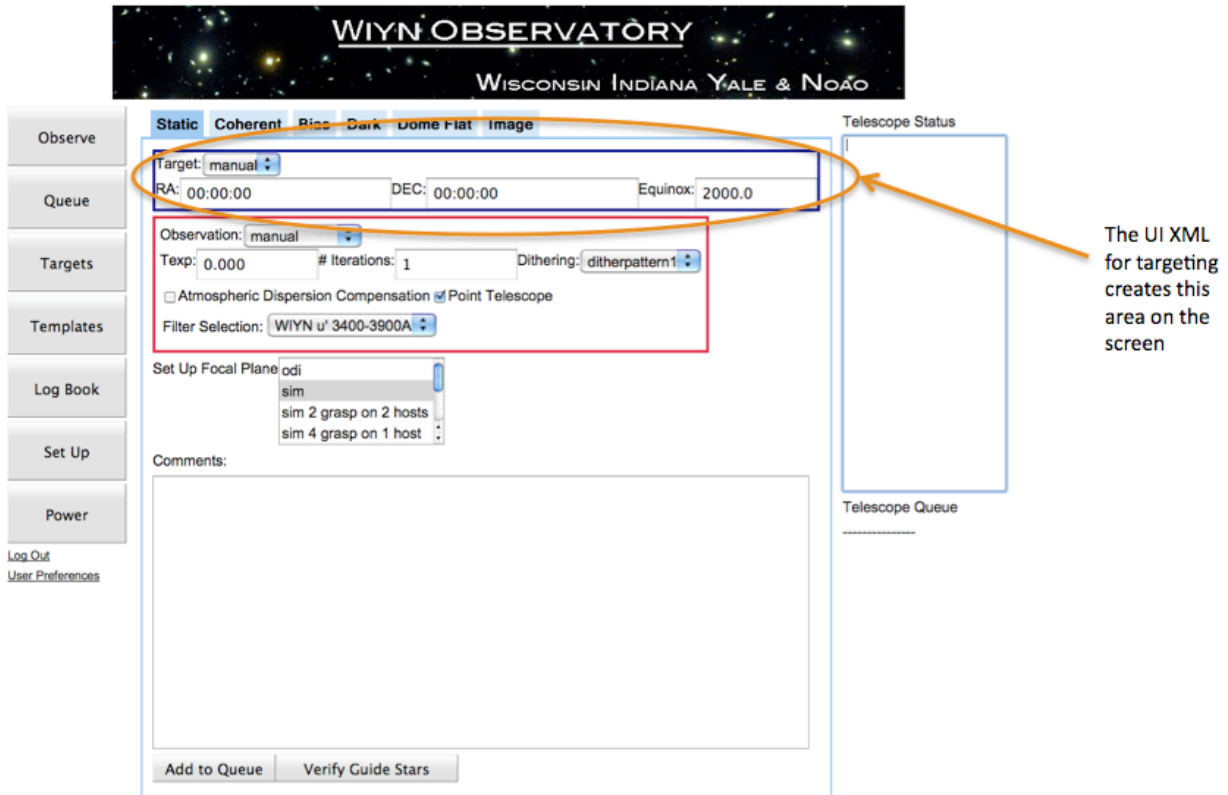 WIYN OBSERVATORY
WISCONSIN INDIANA YALE & NOAO
Observe
Queue
Targets
Templates
Log Book
Set Up
Power
Log Out
User Preferences
Static Coherent Bias Dark Dome Flat Image
Target: manual
RA: 00:00:00 DEC: 00:00:00 Equinox: 2000.0
Observation: manual
Texp: 0.000 # Iterations: 1 Dithering: ditherpattern1
Atmospheric Dispersion Compensation Point Telescope
Filter Selection: WIYN u' 3400-3900A
Set Up Focal Plane odi
sim
sim 2 grasp on 2 hosts
sim 4 grasp on 1 host
Comments:
Add to Queue Verify Guide Stars
Telescope Status
Telescope Queue
---------------
The UI XML
for targeting
creates this
area on the
screen